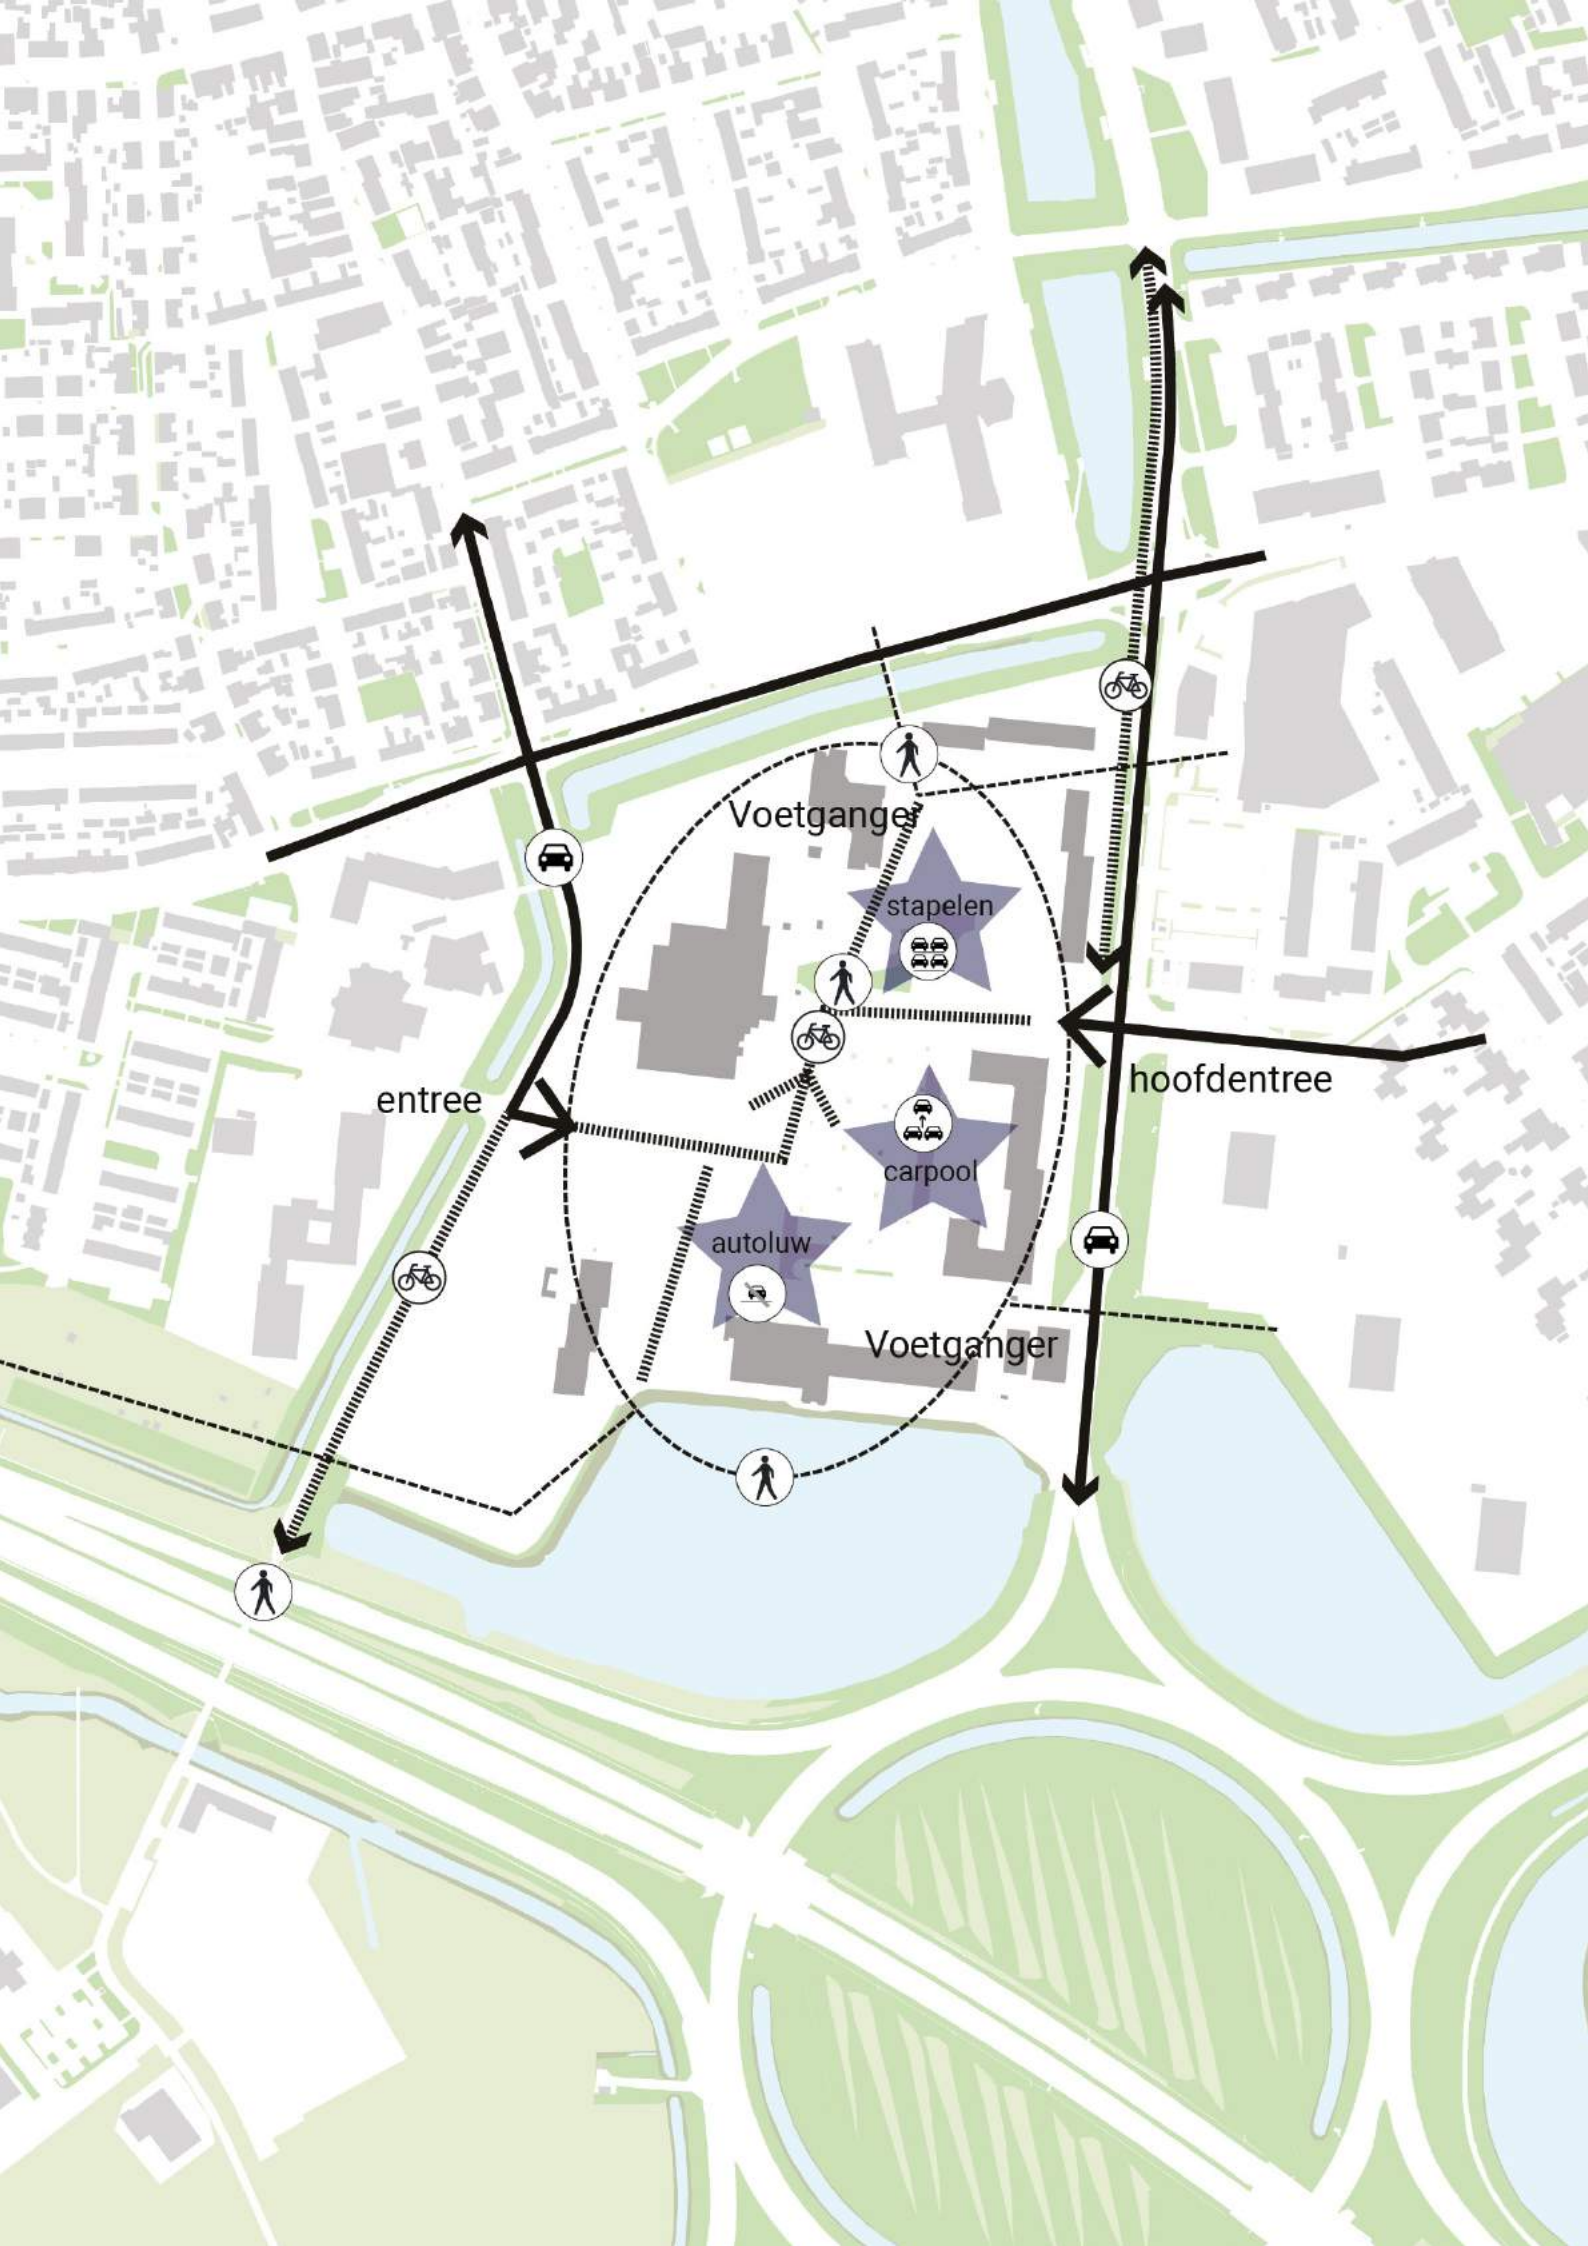 Voetganger
stapelen
hoofdentree
entree
carpool
autoluw
Voetganger